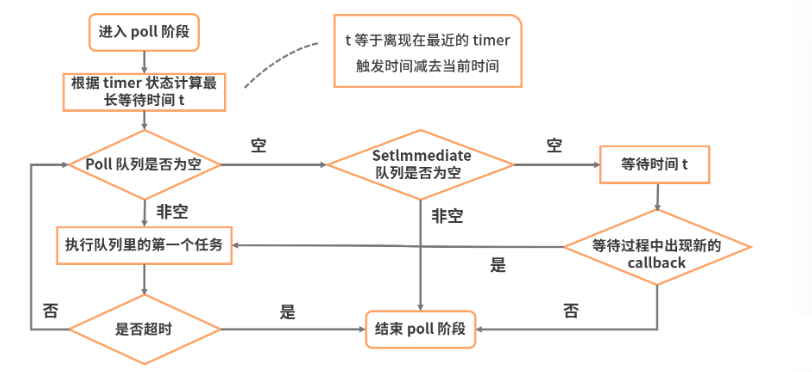 进入 poll 阶段
t 等于离现在最近的 timer
触发时间减去当前时间
根据 timer 状态计算最
长等待时间 t
Poll 队列是否为空
空
SetImmediate
队列是否为空
空
等待时间 t
非空
非空
执行队列里的第一个任务
等待过程中出现新的
callback
是
否
是否超时
是
结束 poll 阶段
否